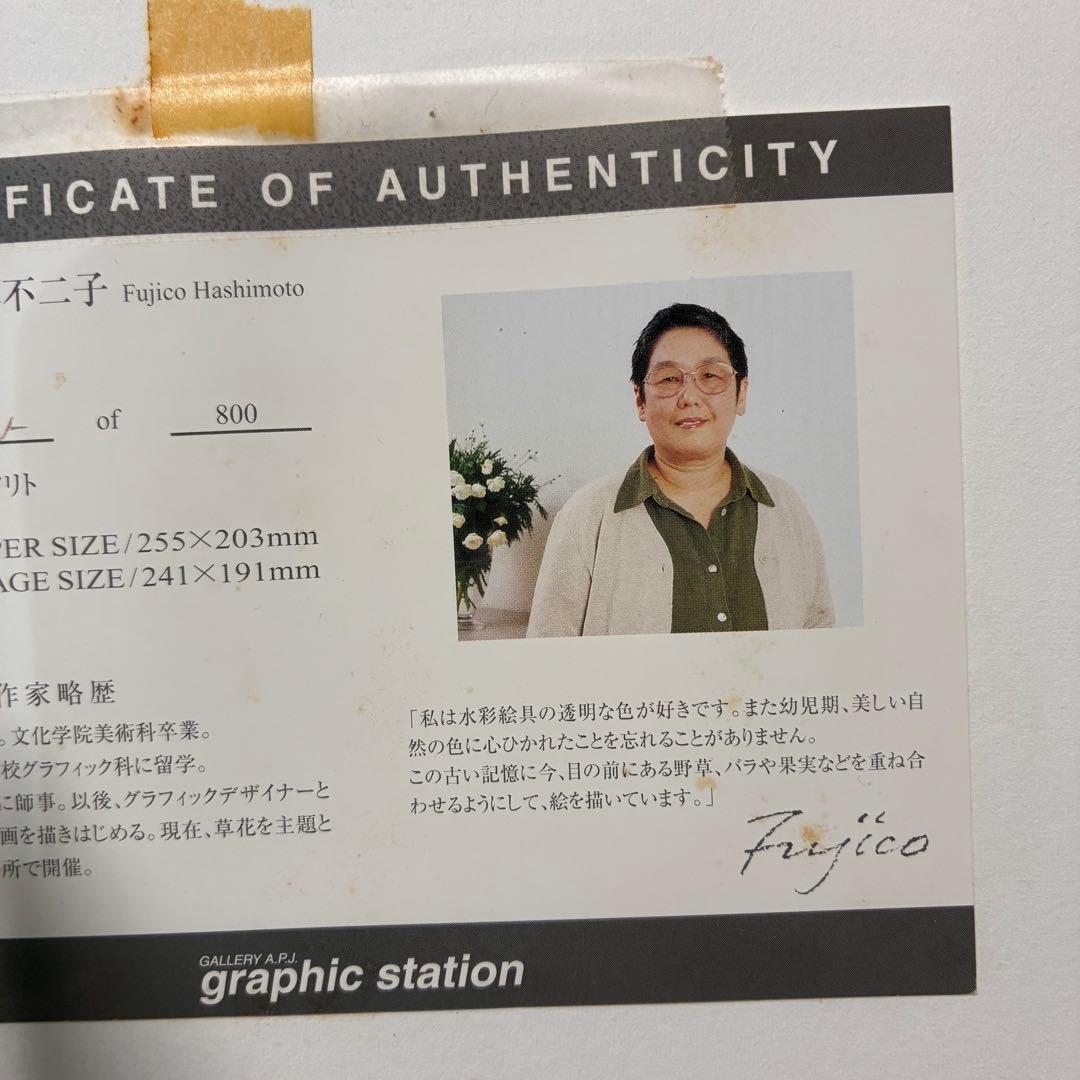 FICATE OF AUTHENTICITY
不二子 Fujico Hashimoto
of 800
リト
PER SIZE/255×203mm
AGE SIZE/241×191mm
作家略歴
。文化学院美術科卒業。
校グラフィック科に留学。
に師事。以後、グラフィックデザイナーと
画を描きはじめる。現在、草花を主題と
所で開催。
「私は水彩絵具の透明な色が好きです。また幼児期、美しい自
然の色に心ひかれたことを忘れることがありません。
この古い記憶に今、目の前にある野草、バラや果実などを重ね合
わせるようにして、絵を描いています。」
Fujico
GALLERY A.P.J.
graphic station